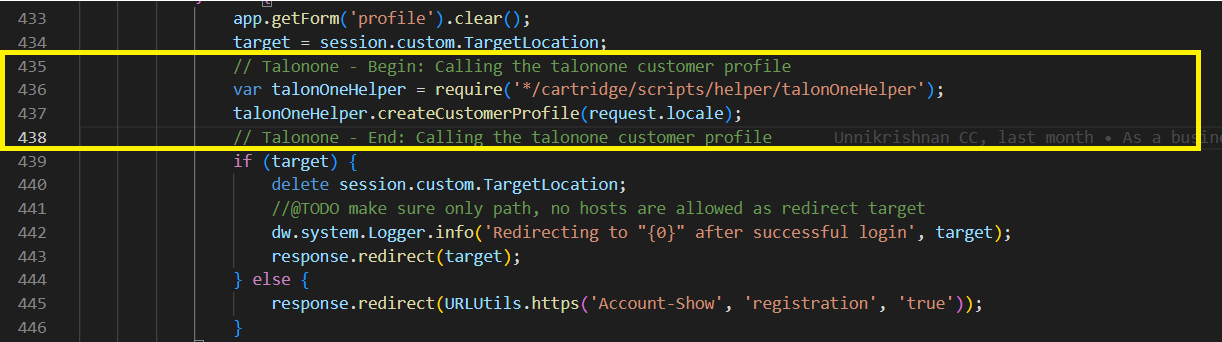 433 app.getForm('profile').clear();
434 target = session.custom.TargetLocation;
435 // Talonone - Begin: Calling the talonone customer profile
436 var talonOneHelper = require('*/cartridge/scripts/helper/talonOneHelper');
437 talonOneHelper.createCustomerProfile(request.locale);
438 // Talonone - End: Calling the talonone customer profile Unnikrishnan CC, last month • As a busin
439 if (target) {
440 delete session.custom.TargetLocation;
441 //@TODO make sure only path, no hosts are allowed as redirect target
442 dw.system.Logger.info('Redirecting to "{0}" after successful login', target);
443 response.redirect(target);
444 } else {
445 response.redirect(URLUtils.https('Account-Show', 'registration', 'true'));
446 }